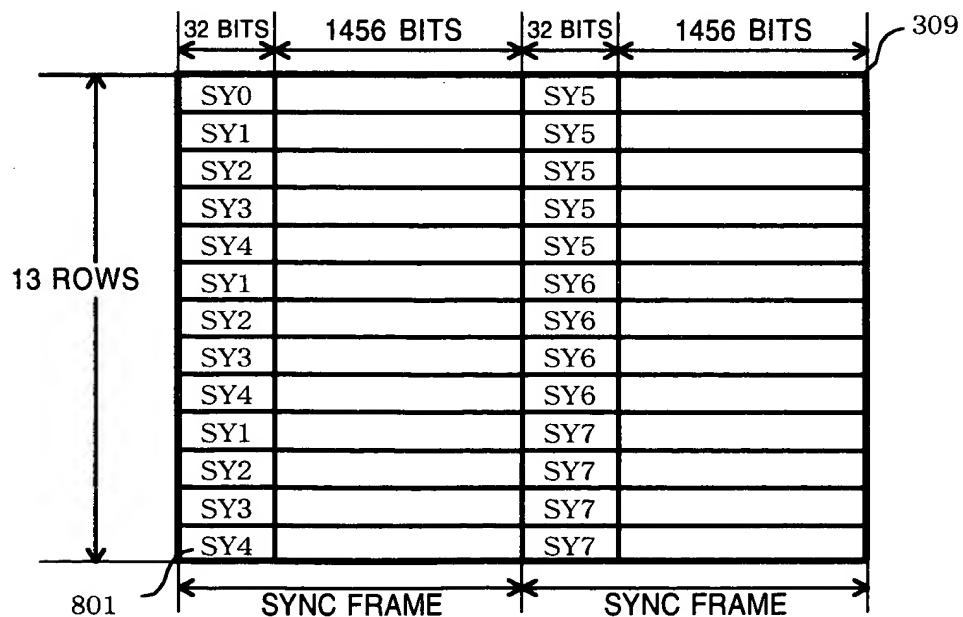 32 BITS 1456 BITS 32 BITS 1456 BITS 309
SY0 SY5
SY1 SY5
SY2 SY5
SY3 SY5
SY4 SY5
13 ROWS SY1 SY6
SY2 SY6
SY3 SY6
SY4 SY6
SY1 SY7
SY2 SY7
SY3 SY7
SY4 SY7
801 SYNC FRAME SYNC FRAME